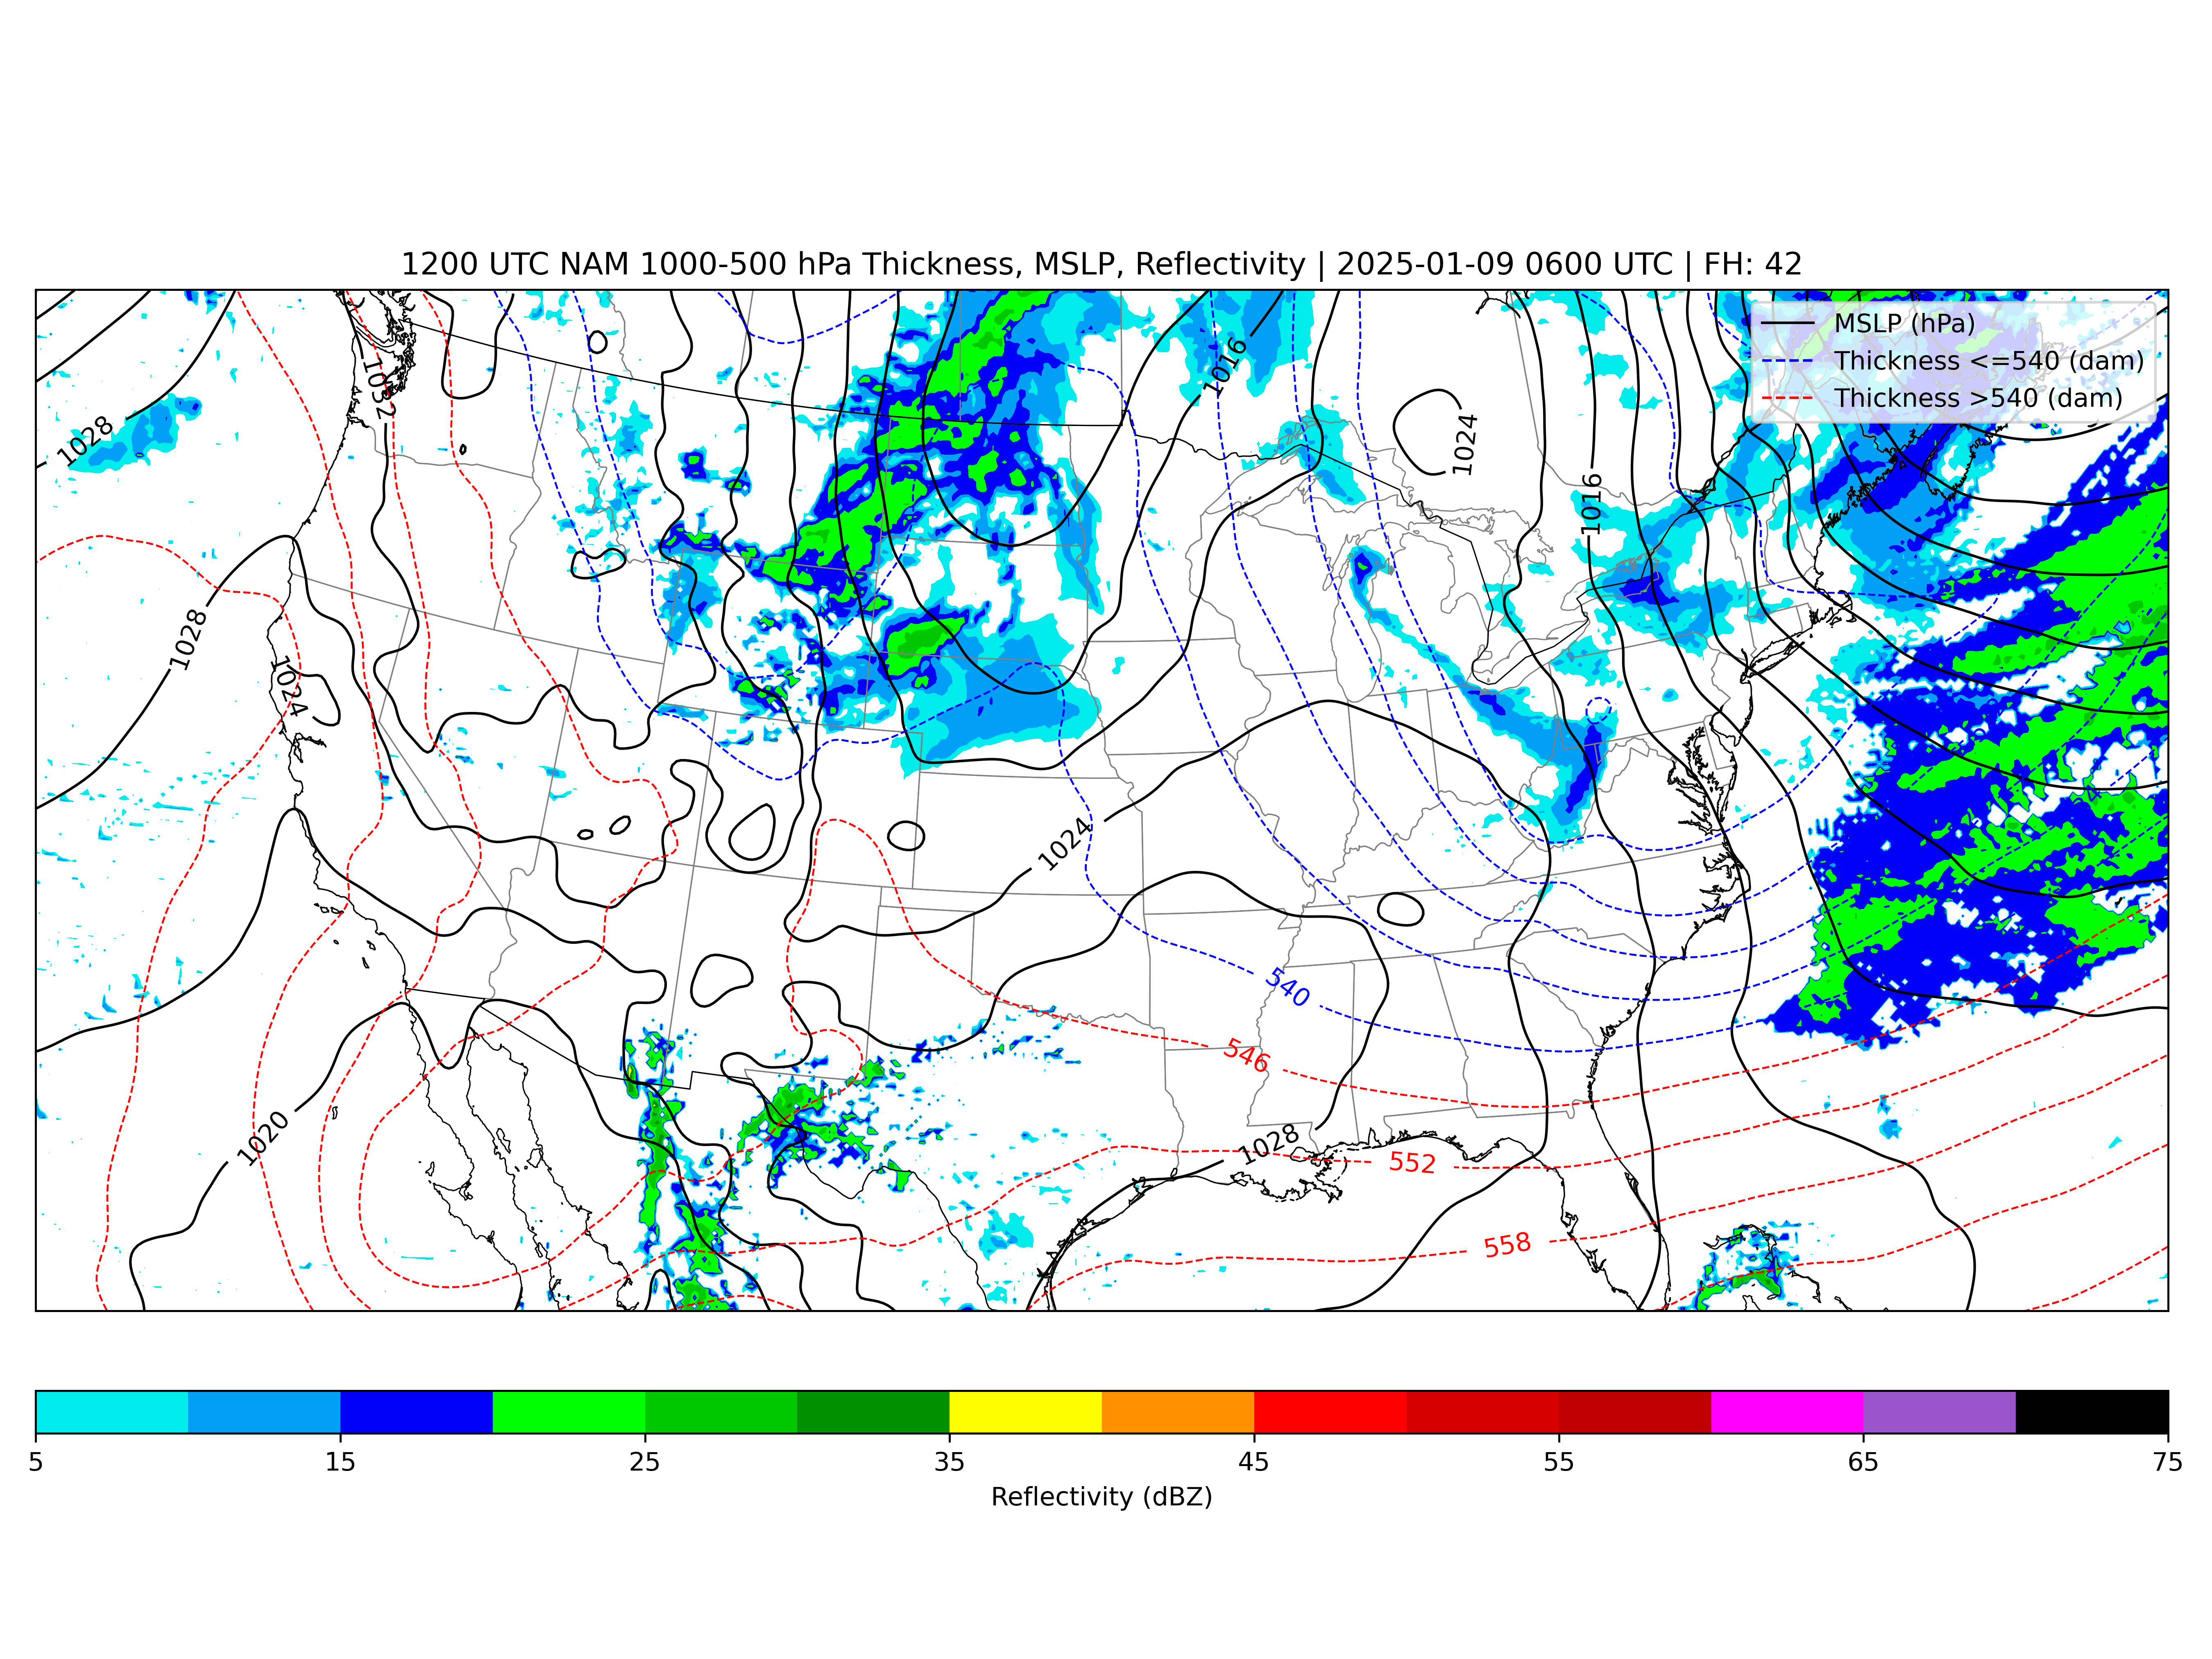 1200 UTC NAM 1000-500 hPa Thickness, MSLP, Reflectivity | 2025-01-09 0600 UTC | FH: 42
MSLP (hPa)
Thickness <=540 (dam)
Thickness >540 (dam)
1032
1016
1028
1024
1016
1028
1024
1024
540
546
1020
1028
552
558
5 15 25 35 45 55 65 75
Reflectivity (dBZ)